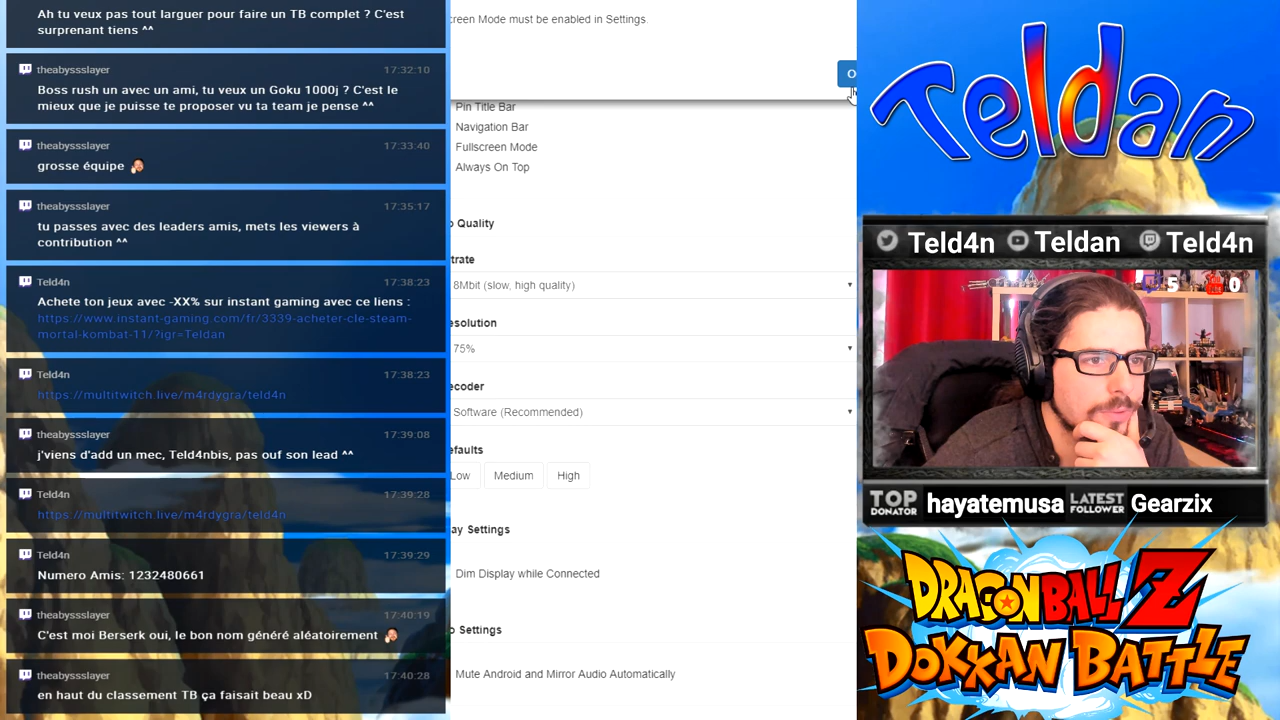 Ah tu veux pas tout larguer pour faire un TB complet ? C'est
surprenant tiens ^^
theabyssslayer 17:32:10
Boss rush un avec un ami, tu veux un Goku 1000j ? C'est le
mieux que je puisse te proposer vu ta team je pense ^^
theabyssslayer 17:33:40
grosse équipe
theabyssslayer 17:35:17
tu passes avec des leaders amis, mets les viewers à
contribution ^^
Teld4n 17:38:23
Achete ton jeux avec -XX% sur instant gaming avec ce liens :
https://www.instant-gaming.com/fr/3339-acheter-cle-steam-
mortal-kombat-11/?igr=Teldan
Teld4n 17:38:23
https://multitwitch.live/m4rdygra/teld4n
theabyssslayer 17:39:08
j'viens d'add un mec, Teld4nbis, pas ouf son lead ^^
Teld4n 17:39:28
https://multitwitch.live/m4rdygra/teld4n
Teld4n 17:39:29
Numero Amis: 1232480661
theabyssslayer 17:40:19
C'est moi Berserk oui, le Son nom généré aléatoirement
theabyssslayer 17:40:28
en haut du classement TB ça faisait beau xD
creen Mode must be enabled in Settings.
O
Pin Title Bar
Navigation Bar
Fullscreen Mode
Always On Top
o Quality
trate
8Mbit (slow, high quality)
esolution
75%
ecoder
Software (Recommended)
efaults
Low Medium High
ay Settings
Dim Display while Connected
o Settings
Mute Android and Mirror Audio Automatically
Teldan
Teld4n Teldan Teld4n
5 0
TOP DONATOR hayatemusa LATEST FOLLOWER Gearzix
DRAGONBALL Z
DOKKAN BATTLE